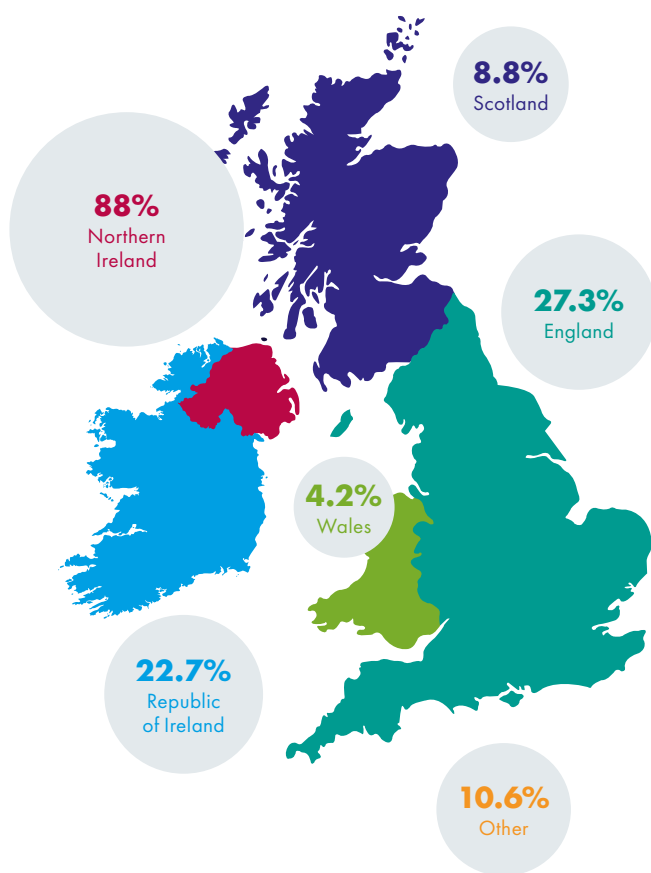 8.8%
Scotland
88%
Northern
Ireland
27.3%
England
4.2%
Wales
22.7%
Republic
of Ireland
10.6%
Other